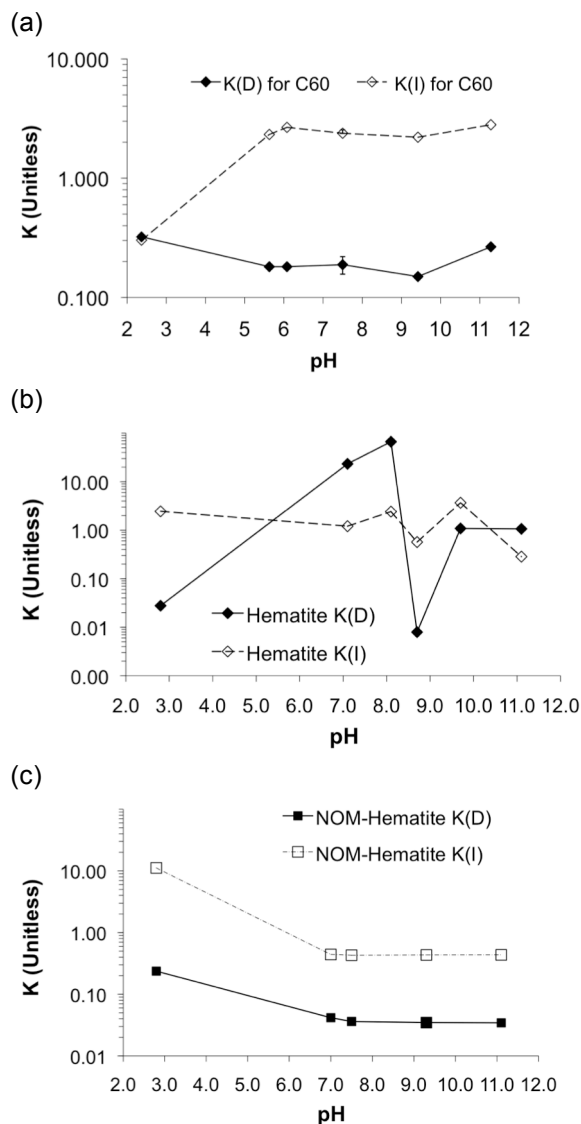 (a)
K(D) for C60 K(I) for C60
10.000
1.000
0.100
K (Unitless)
2 3 4 5 6 7 8 9 10 11 12
pH
(b)
10.00
1.00
0.10
0.01
0.00
K (Unitless)
Hematite K(D)
Hematite K(I)
2.0 3.0 4.0 5.0 6.0 7.0 8.0 9.0 10.0 11.0 12.0
pH
(c)
NOM-Hematite K(D)
NOM-Hematite K(I)
10.00
1.00
0.10
0.01
K (Unitless)
2.0 3.0 4.0 5.0 6.0 7.0 8.0 9.0 10.0 11.0 12.0
pH